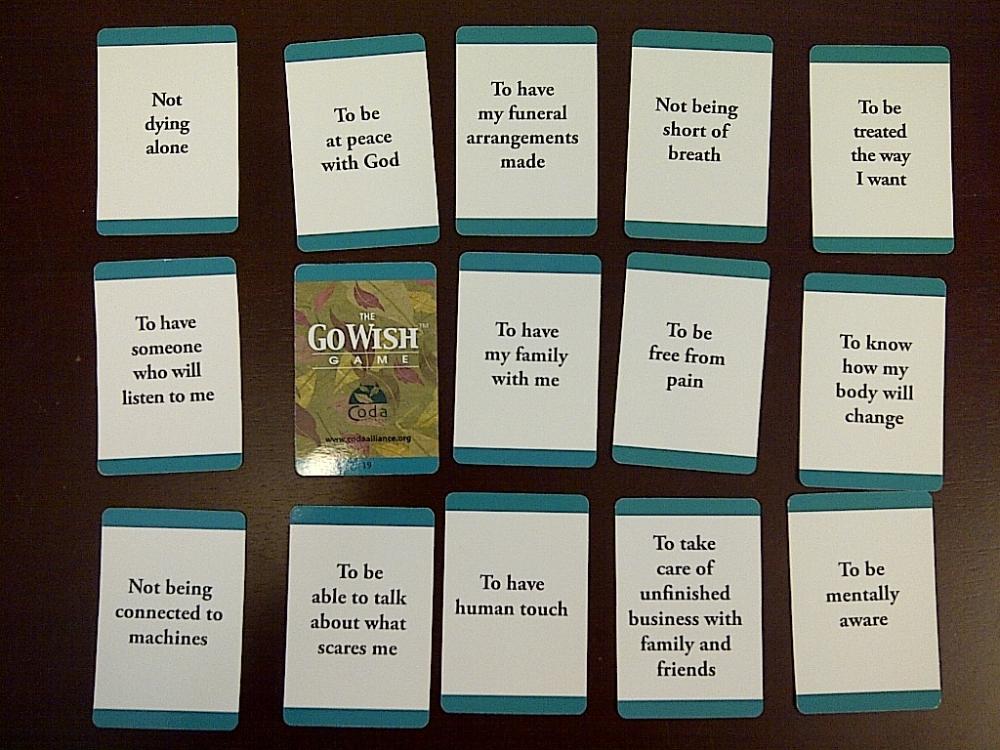 Not
dying
alone
To be
at peace
with God
To have
my funeral
arrangements
made
Not being
short of
breath
To be
treated
the way
I want
To have
someone
who will
listen to me
THE
GOWISH™
GAME
Coda
www.codaalliance.org
19
To have
my family
with me
To be
free from
pain
To know
how my
body will
change
Not being
connected to
machines
To be
able to talk
about what
scares me
To have
human touch
To take
care of
unfinished
business with
family and
friends
To be
mentally
aware